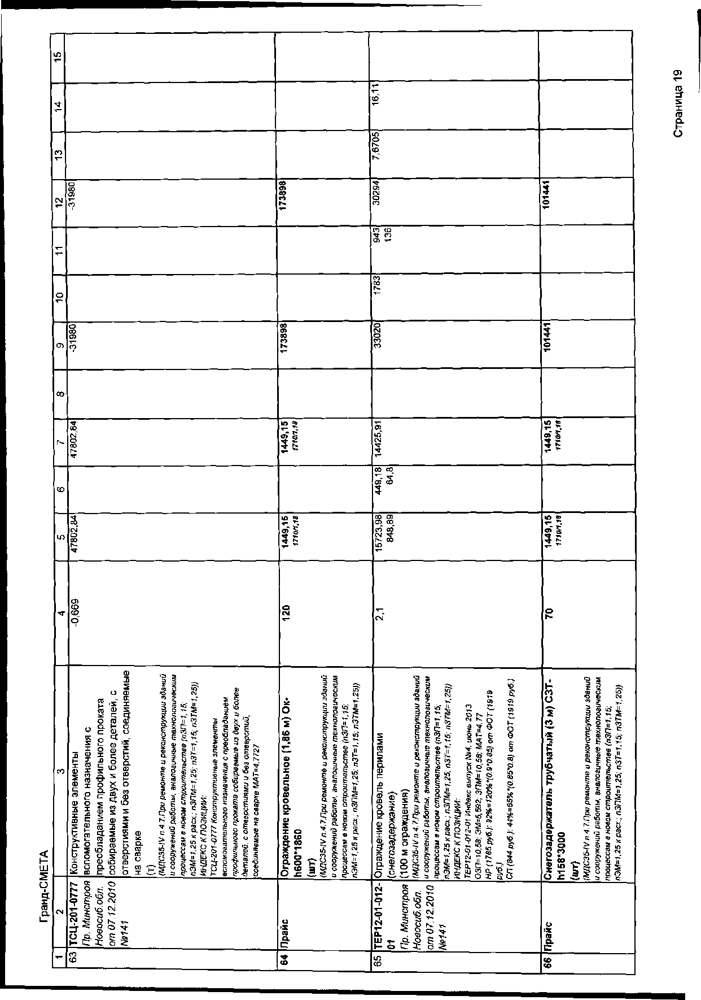 Гранд-СМЕТА
1 2 3 4 5 6 7 8 9 10 11 12 13 14 15
63 ТСЦ-201-0777 Конструктивные элементы -0,669 47802,84 47802,84 -31980 -31980
Пр. Минстроя вспомогательного назначения с
Новосиб.обл. преобладанием профильного проката
от 07.12.2010 собираемые из двух и более деталей, с
№141 отверстиями и без отверстий, соединяемые
на сварке
(т)
(МДС35-IV п.4.7.При ремонте и реконструкции зданий
и сооружений работы, аналогичные технологическим
процессам в новом строительстве (пЗП=1,15;
пЭМ=1,25 к расх.; пЗПМ=1,25; пЗТ=1,15; пЗТМ=1,25))
ИНДЕКС К ПОЗИЦИИ:
ТСЦ-201-0777 Конструктивные элементы
вспомогательного назначения с преобладанием
профильного проката собираемые из двух и более
деталей, с отверстиями и без отверстий,
соединяемые на сварке МАТ=4,7727
64 Прайс Ограждение кровельное (1,86 м) Ок- 120 1449,15 1449,15 173898 173898
h600*1860 1710/1,18 1710/1,18
(шт)
(МДС35-IV п.4.7.При ремонте и реконструкции зданий
и сооружений работы, аналогичные технологическим
процессам в новом строительстве (пЗП=1,15;
пЭМ=1,25 к расх.; пЗПМ=1,25; пЗТ=1,15; пЗТМ=1,25))
65 ТЕР12-01-012- Ограждение кровель перилами 2,1 15723,98 449,18 14425,91 33020 1783 943 30294 7,6705 16,11
01 (снегозадержание) 848,89 64,8 136
Пр. Минстроя (100 м ограждения)
Новосиб.обл. (МДС35-IV п.4.7.При ремонте и реконструкции зданий
от 07.12.2010 и сооружений работы, аналогичные технологическим
№141 процессам в новом строительстве (пЗП=1,15;
пЭМ=1,25 к расх.; пЗПМ=1,25; пЗТ=1,15; пЗТМ=1,25))
ИНДЕКС К ПОЗИЦИИ:
ТЕР12-01-012-01 Индекс выпуск №4, июнь 2013
ОЗП=10,58; ЭМ=5,592; ЗПМ=10,58; МАТ=4,77
НР (1765 руб.): 92%=120%*(0.9*0.85) от ФОТ (1919
руб.)
СП (844 руб.): 44%=65%*(0.85*0.8) от ФОТ (1919 руб.)
66 Прайс Снегозадержатель трубчатый (3 м) СЗТ- 70 1449,15 1449,15 101441 101441
h158*3000 1710/1,18 1710/1,18
(шт)
(МДС35-IV п.4.7.При ремонте и реконструкции зданий
и сооружений работы, аналогичные технологическим
процессам в новом строительстве (пЗП=1,15;
пЭМ=1,25 к расх.; пЗПМ=1,25; пЗТ=1,15; пЗТМ=1,25))
Страница 19